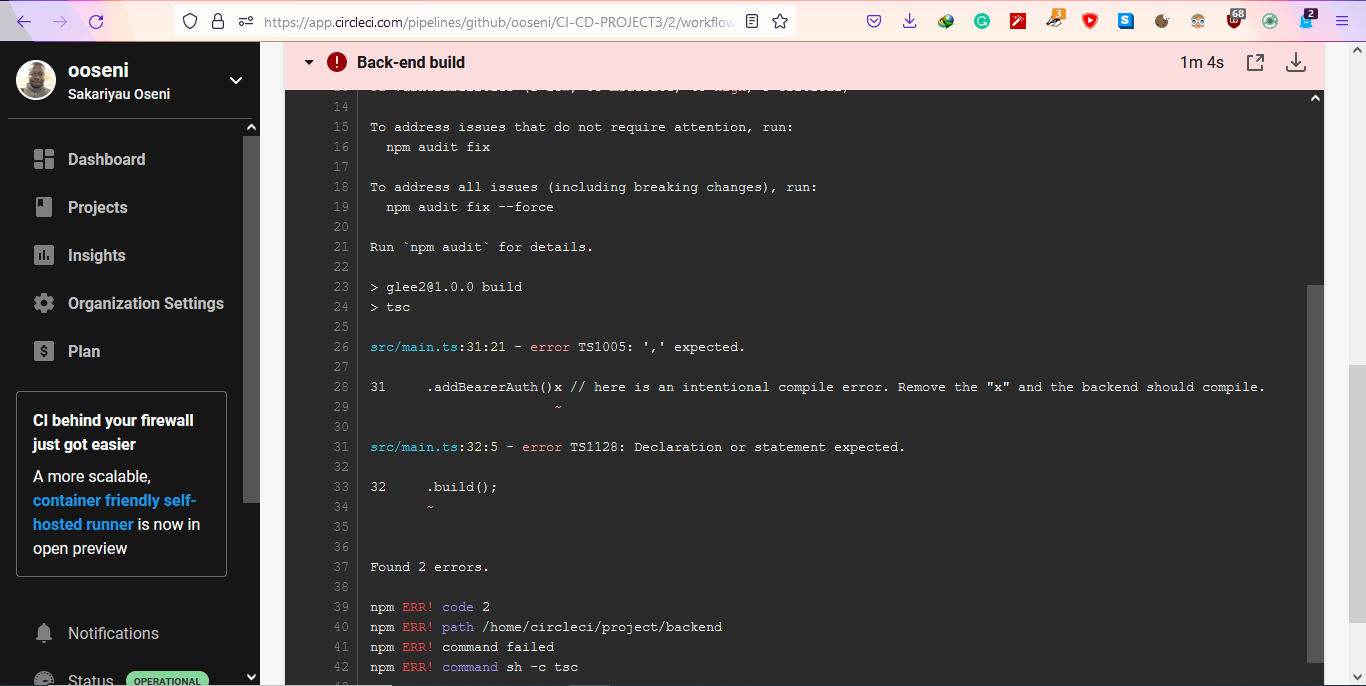 https://app.circleci.com/pipelines/github/ooseni/CI-CD-PROJECT3/2/workflow
3
S
68
2
ooseni
Sakariyau Oseni
Dashboard
Projects
Insights
Organization Settings
Plan
CI behind your firewall
just got easier
A more scalable,
container friendly self-
hosted runner is now in
open preview
Notifications
Status OPERATIONAL
Back-end build
1m 4s
14
15 To address issues that do not require attention, run:
16 npm audit fix
17
18 To address all issues (including breaking changes), run:
19 npm audit fix --force
20
21 Run `npm audit` for details.
22
23 > glee2@1.0.0 build
24 > tsc
25
26 src/main.ts:31:21 - error TS1005: ',' expected.
27
28 31 .addBearerAuth()x // here is an intentional compile error. Remove the "x" and the backend should compile.
29 ~
30
31 src/main.ts:32:5 - error TS1128: Declaration or statement expected.
32
33 32 .build();
34 ~
35
36
37 Found 2 errors.
38
39 npm ERR! code 2
40 npm ERR! path /home/circleci/project/backend
41 npm ERR! command failed
42 npm ERR! command sh -c tsc